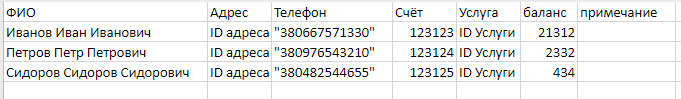 ФИО Адрес Телефон Счёт Услуга баланс примечание
Иванов Иван Иванович ID адреса "380667571330" 123123 ID Услуги 21312
Петров Петр Петрович ID адреса "380976543210" 123124 ID Услуги 2332
Сидоров Сидоров Сидорович ID адреса "380482544655" 123125 ID Услуги 434